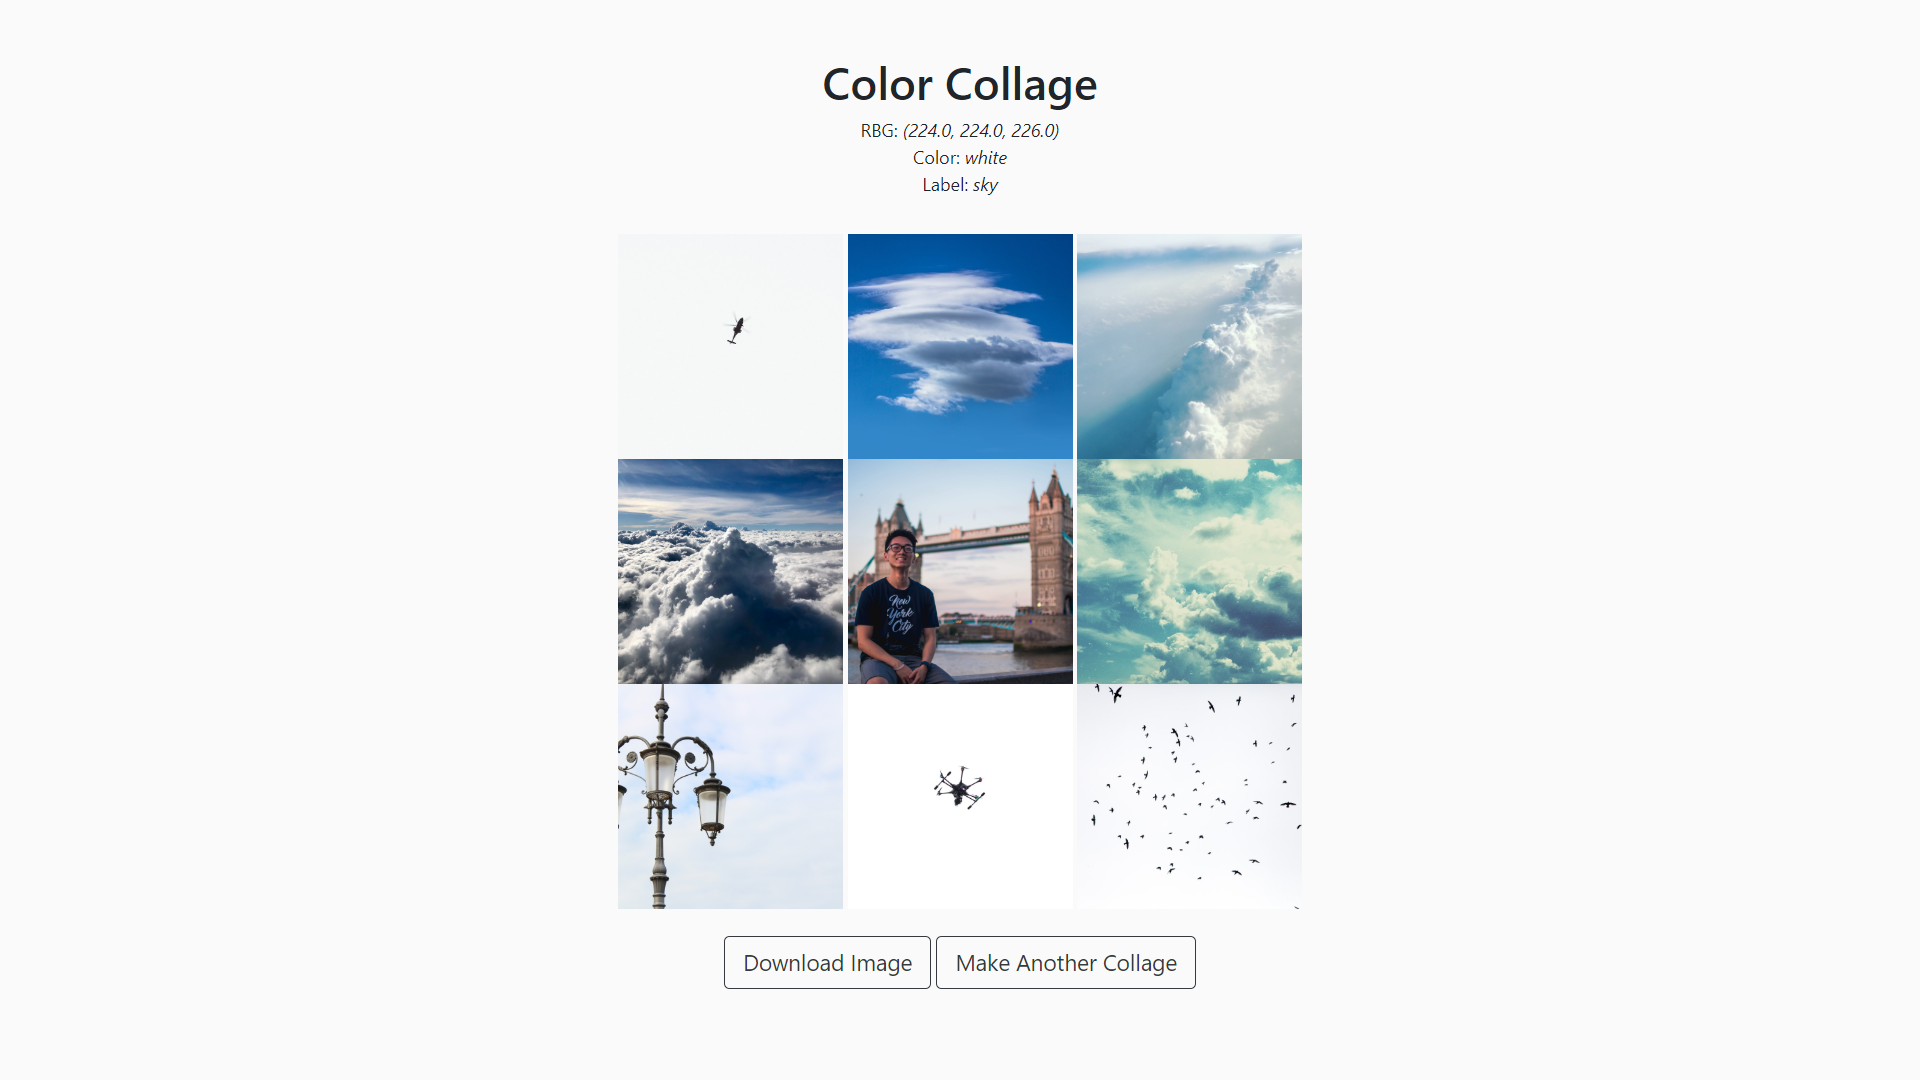 Color Collage
RBG: (224.0, 224.0, 226.0)
Color: white
Label: sky
New
York
City
Download Image
Make Another Collage